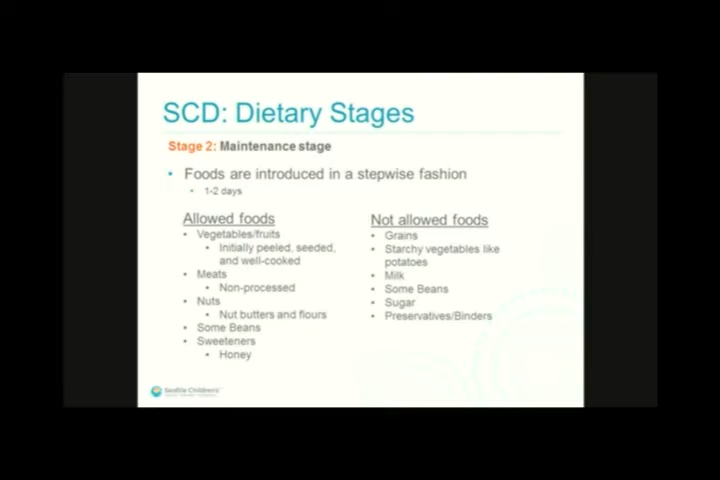 SCD: Dietary Stages
Stage 2: Maintenance stage
• Foods are introduced in a stepwise fashion
• 1-2 days
Allowed foods
• Vegetables/fruits
• Initially peeled, seeded,
and well-cooked
• Meats
• Non-processed
• Nuts
• Nut butters and flours
• Some Beans
• Sweeteners
• Honey
Not allowed foods
• Grains
• Starchy vegetables like
potatoes
• Milk
• Some Beans
• Sugar
• Preservatives/Binders
Seattle Children's